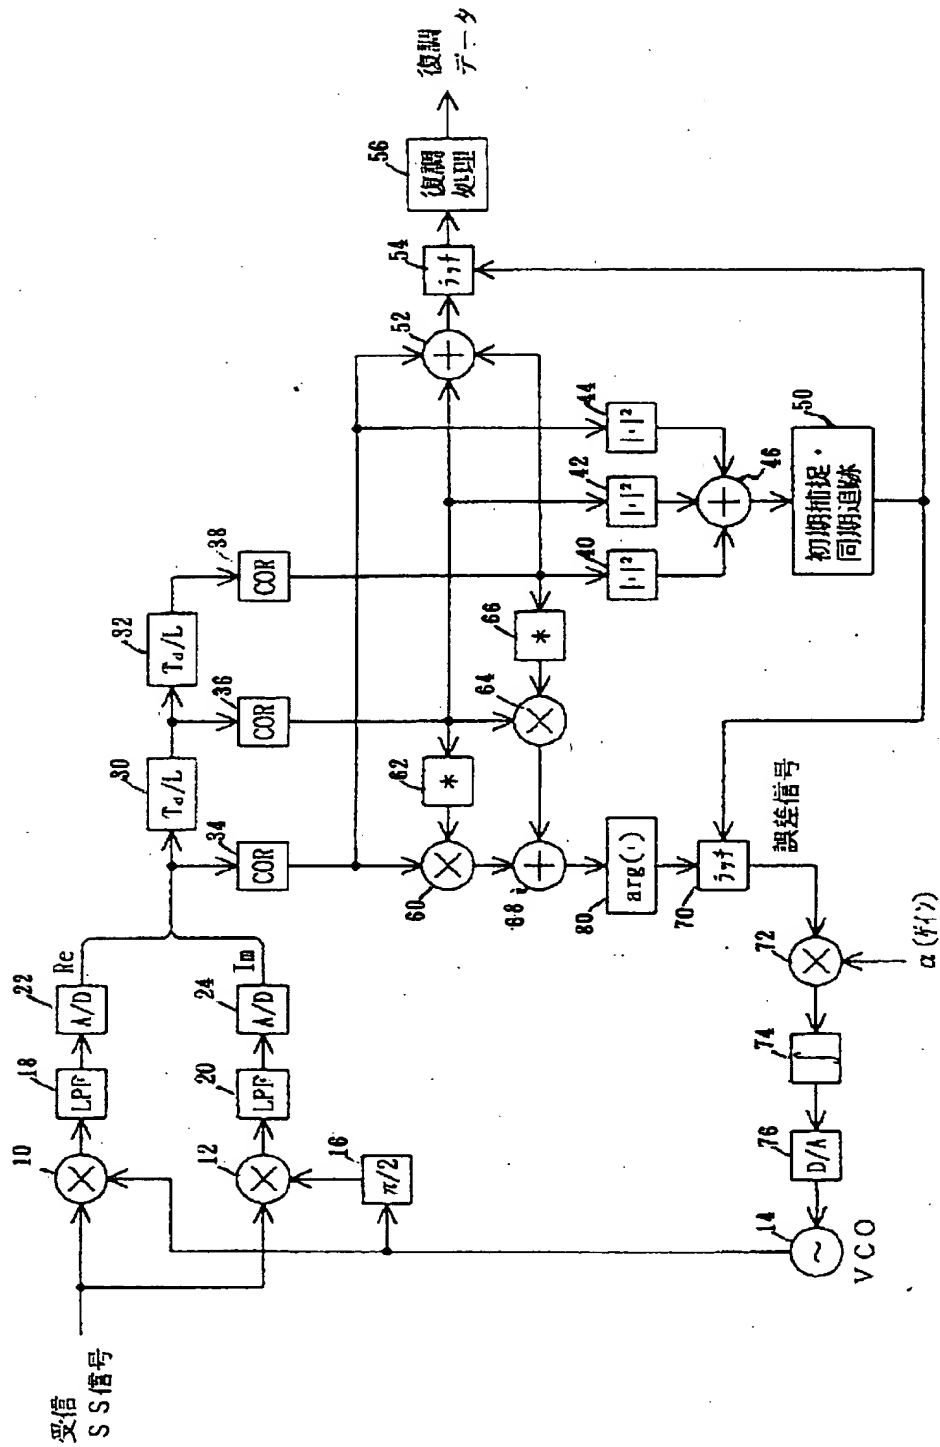 受信
SS信号
10
18
LPF
22
A/D
Re
12
20
LPF
24
A/D
Im
16
π/2
30
Td/L
32
Td/L
34
COR
36
COR
38
COR
62
*
66
*
60
64
68
52
54
ラッチ
56
復調
処理
復調
データ
40
|·|²
42
|·|²
44
|·|²
46
50
初期捕捉・
同期追跡
80
arg(·)
70
ラッチ
誤差信号
72
α (ゲイン)
74
∫
76
D/A
14
~
VCO